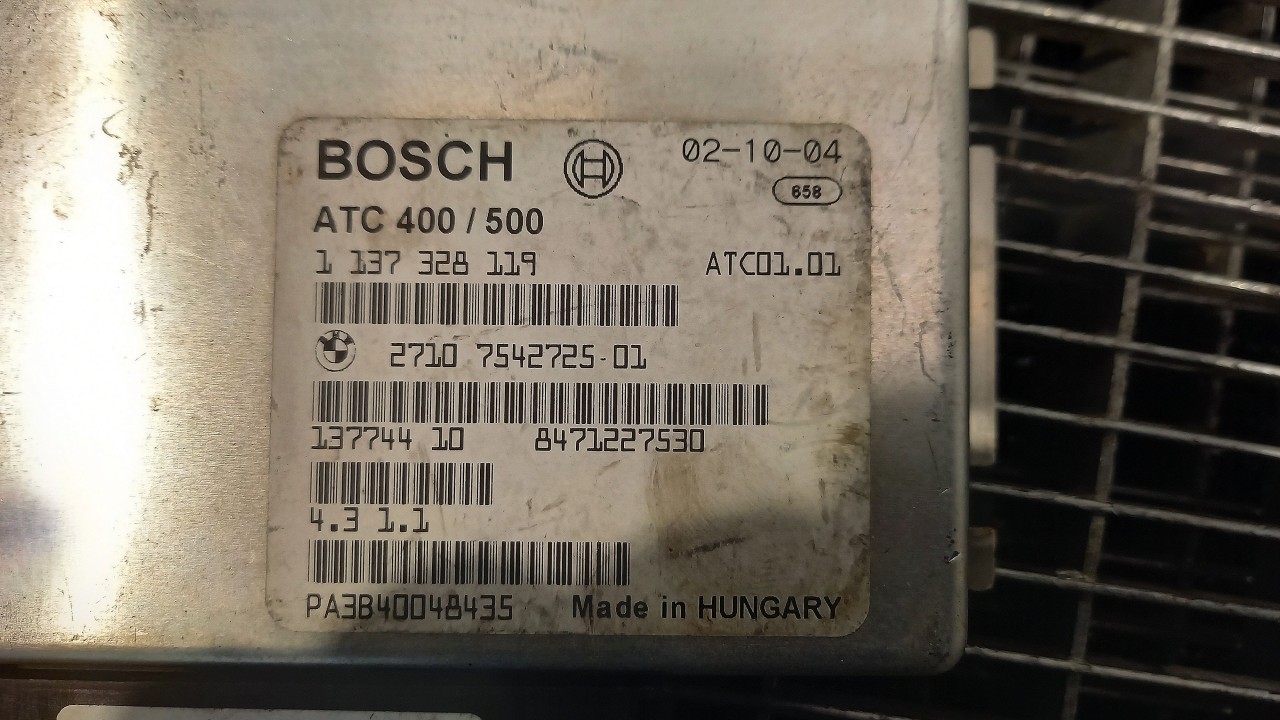 BOSCH 02-10-04
658
ATC 400 / 500
1 137 328 119 ATC01.01
2710 7542725-01
137744 10 8471227530
4.3 1.1
PA3B40048435 Made in HUNGARY